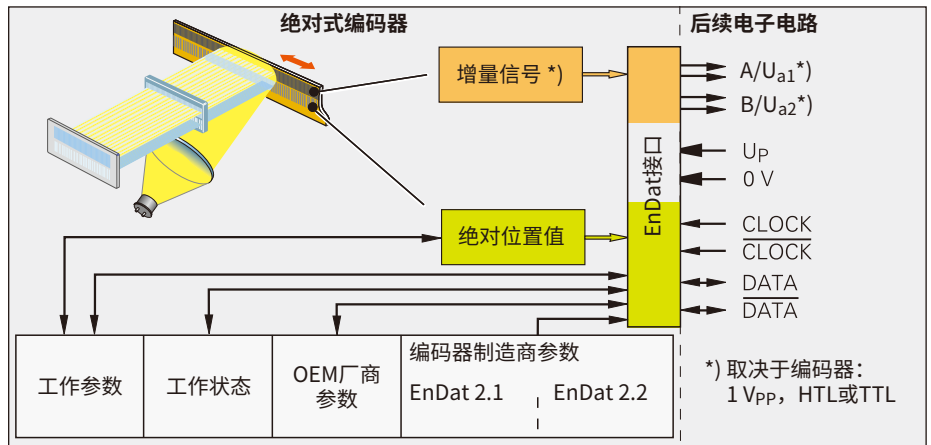 绝对式编码器
后续电子电路
增量信号 *)
A/Ua1*)
B/Ua2*)
EnDat接口
UP
0 V
绝对位置值
CLOCK
CLOCK
DATA
DATA
工作参数
工作状态
OEM厂商
参数
编码器制造商参数
EnDat 2.1
EnDat 2.2
*) 取决于编码器：
1 VPP，HTL或TTL